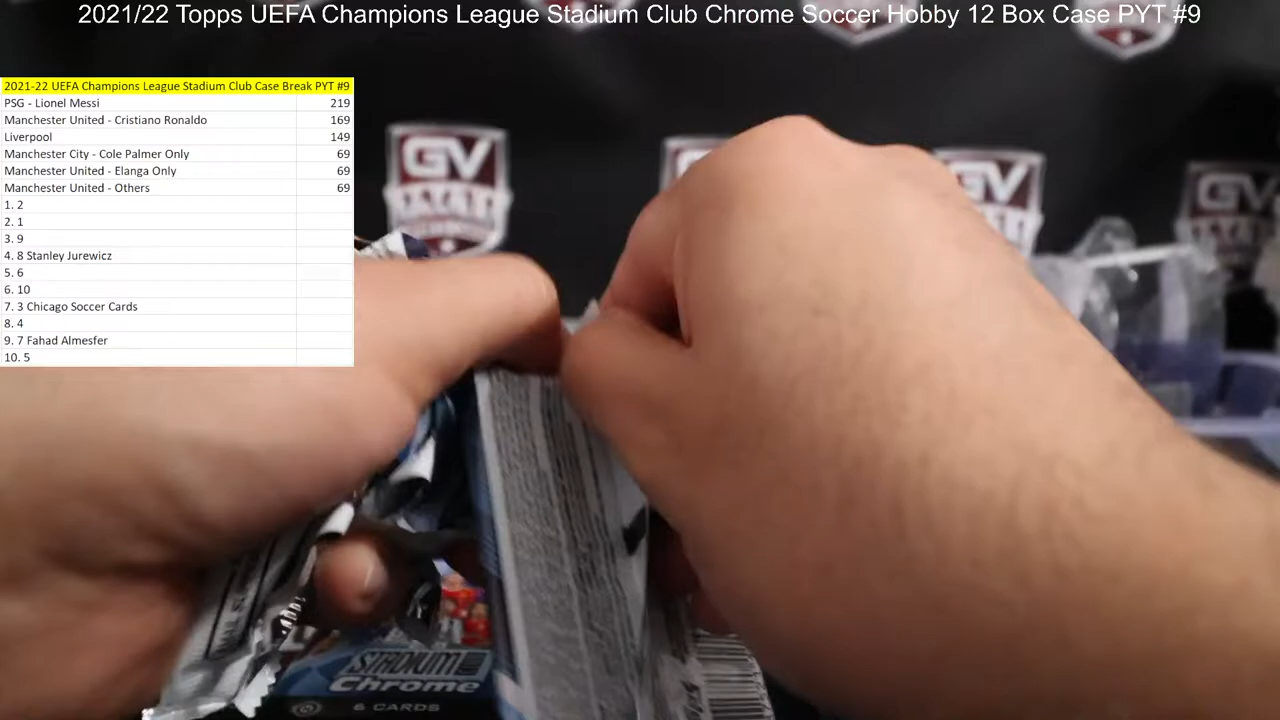 2021/22 Topps UEFA Champions League Stadium Club Chrome Soccer Hobby 12 Box Case PYT #9
2021-22 UEFA Champions League Stadium Club Case Break PYT #9
PSG - Lionel Messi 219
Manchester United - Cristiano Ronaldo 169
Liverpool 149
Manchester City - Cole Palmer Only 69
Manchester United - Elanga Only 69
Manchester United - Others 69
1. 2
2. 1
3. 9
4. 8 Stanley Jurewicz
5. 6
6. 10
7. 3 Chicago Soccer Cards
8. 4
9. 7 Fahad Almesfer
10. 5
GV
GV
GV
STADIUM
Chrome
6 CARDS